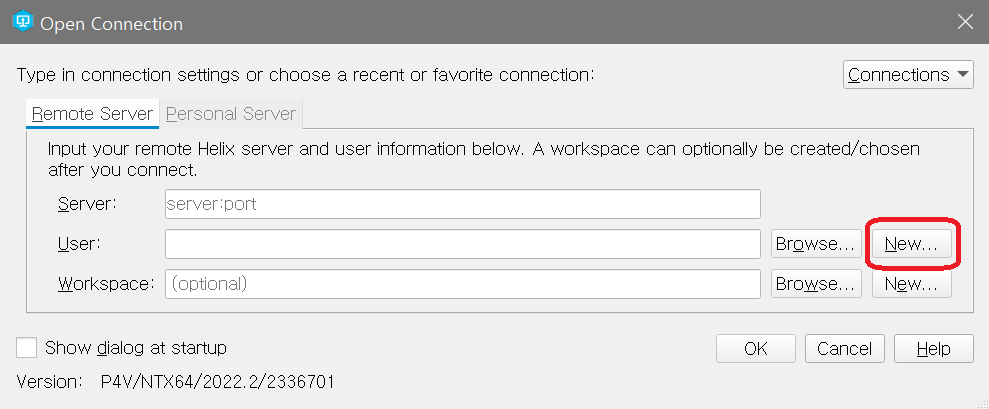 Open Connection
Type in connection settings or choose a recent or favorite connection:
Connections
Remote Server
Personal Server
Input your remote Helix server and user information below. A workspace can optionally be created/chosen
after you connect.
Server: server:port
User: Browse... New...
Workspace: (optional) Browse... New...
Show dialog at startup
OK Cancel Help
Version: P4V/NTX64/2022.2/2336701